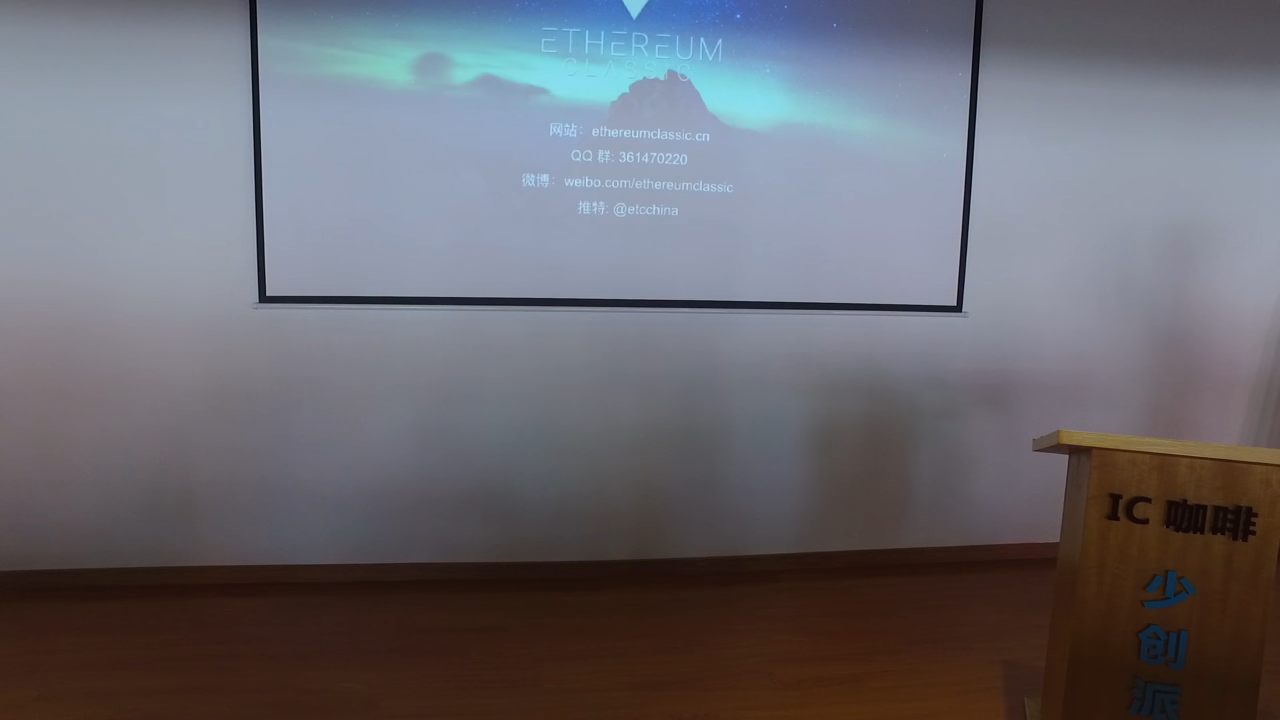 ETHEREUM
CLASSIC
网站：ethereumclassic.cn
QQ 群: 361470220
微博：weibo.com/ethereumclassic
推特: @etcchina
IC 咖啡
少
创
派